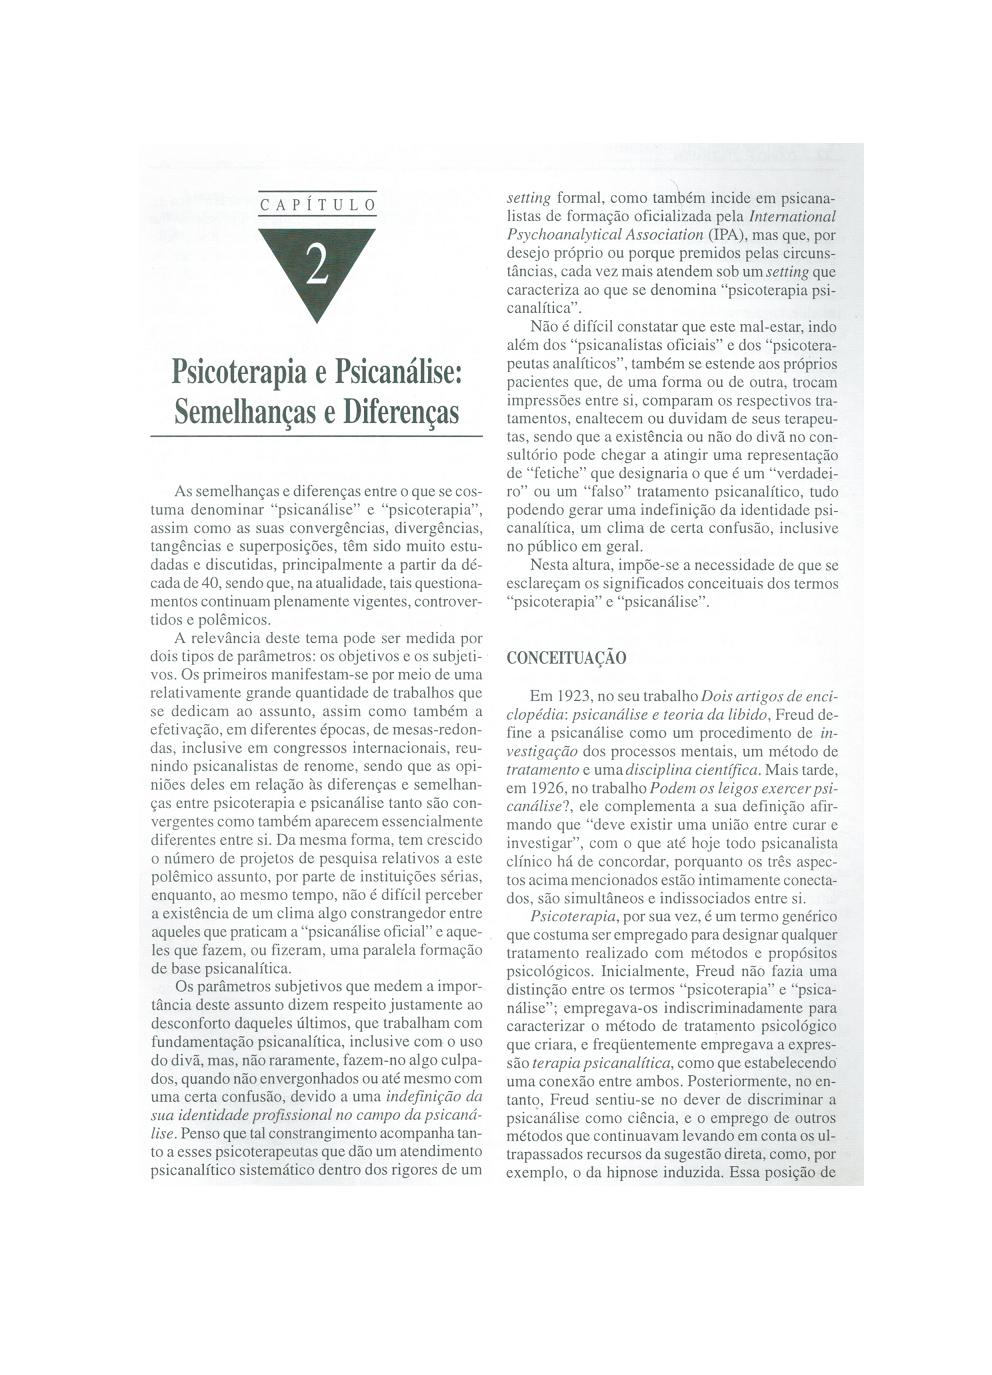 CAPÍTULO
2
Psicoterapia e Psicanálise:
Semelhanças e Diferenças
As semelhanças e diferenças entre o que se cos-
tuma denominar “psicanálise” e “psicoterapia”,
assim como as suas convergências, divergências,
tangências e superposições, têm sido muito estu-
dadas e discutidas, principalmente a partir da dé-
cada de 40, sendo que, na atualidade, tais questiona-
mentos continuam plenamente vigentes, controver-
tidos e polêmicos.
A relevância deste tema pode ser medida por
dois tipos de parâmetros: os objetivos e os subjeti-
vos. Os primeiros manifestam-se por meio de uma
relativamente grande quantidade de trabalhos que
se dedicam ao assunto, assim como também a
efetivação, em diferentes épocas, de mesas-redon-
das, inclusive em congressos internacionais, reu-
nindo psicanalistas de renome, sendo que as opi-
niões deles em relação às diferenças e semelhan-
ças entre psicoterapia e psicanálise tanto são con-
vergentes como também aparecem essencialmente
diferentes entre si. Da mesma forma, tem crescido
o número de projetos de pesquisa relativos a este
polêmico assunto, por parte de instituições sérias,
enquanto, ao mesmo tempo, não é difícil perceber
a existência de um clima algo constrangedor entre
aqueles que praticam a “psicanálise oficial” e aque-
les que fazem, ou fizeram, uma paralela formação
de base psicanalítica.
Os parâmetros subjetivos que medem a impor-
tância deste assunto dizem respeito justamente ao
desconforto daqueles últimos, que trabalham com
fundamentação psicanalítica, inclusive com o uso
do divã, mas, não raramente, fazem-no algo culpa-
dos, quando não envergonhados ou até mesmo com
uma certa confusão, devido a uma indefinição da
sua identidade profissional no campo da psicaná-
lise. Penso que tal constrangimento acompanha tan-
to a esses psicoterapeutas que dão um atendimento
psicanalítico sistemático dentro dos rigores de um
setting formal, como também incide em psicana-
listas de formação oficializada pela International
Psychoanalytical Association (IPA), mas que, por
desejo próprio ou porque premidos pelas circuns-
tâncias, cada vez mais atendem sob um setting que
caracteriza ao que se denomina “psicoterapia psi-
canalítica”.
Não é difícil constatar que este mal-estar, indo
além dos “psicanalistas oficiais” e dos “psicotera-
peutas analíticos”, também se estende aos próprios
pacientes que, de uma forma ou de outra, trocam
impressões entre si, comparam os respectivos tra-
tamentos, enaltecem ou duvidam de seus terapeu-
tas, sendo que a existência ou não do divã no con-
sultório pode chegar a atingir uma representação
de “fetiche” que designaria o que é um “verdadei-
ro” ou um “falso” tratamento psicanalítico, tudo
podendo gerar uma indefinição da identidade psi-
canalítica, um clima de certa confusão, inclusive
no público em geral.
Nesta altura, impõe-se a necessidade de que se
esclareçam os significados conceituais dos termos
“psicoterapia” e “psicanálise”.
CONCEITUAÇÃO
Em 1923, no seu trabalho Dois artigos de enci-
clopédia: psicanálise e teoria da libido, Freud de-
fine a psicanálise como um procedimento de in-
vestigação dos processos mentais, um método de
tratamento e uma disciplina científica. Mais tarde,
em 1926, no trabalho Podem os leigos exercer psi-
canálise?, ele complementa a sua definição afir-
mando que “deve existir uma união entre curar e
investigar”, com o que até hoje todo psicanalista
clínico há de concordar, porquanto os três aspec-
tos acima mencionados estão intimamente conecta-
dos, são simultâneos e indissociados entre si.
Psicoterapia, por sua vez, é um termo genérico
que costuma ser empregado para designar qualquer
tratamento realizado com métodos e propósitos
psicológicos. Inicialmente, Freud não fazia uma
distinção entre os termos “psicoterapia” e “psica-
nálise”; empregava-os indiscriminadamente para
caracterizar o método de tratamento psicológico
que criara, e freqüentemente empregava a expres-
são terapia psicanalítica, como que estabelecendo
uma conexão entre ambos. Posteriormente, no en-
tanto, Freud sentiu-se no dever de discriminar a
psicanálise como ciência, e o emprego de outros
métodos que continuavam levando em conta os ul-
trapassados recursos da sugestão direta, como, por
exemplo, o da hipnose induzida. Essa posição de